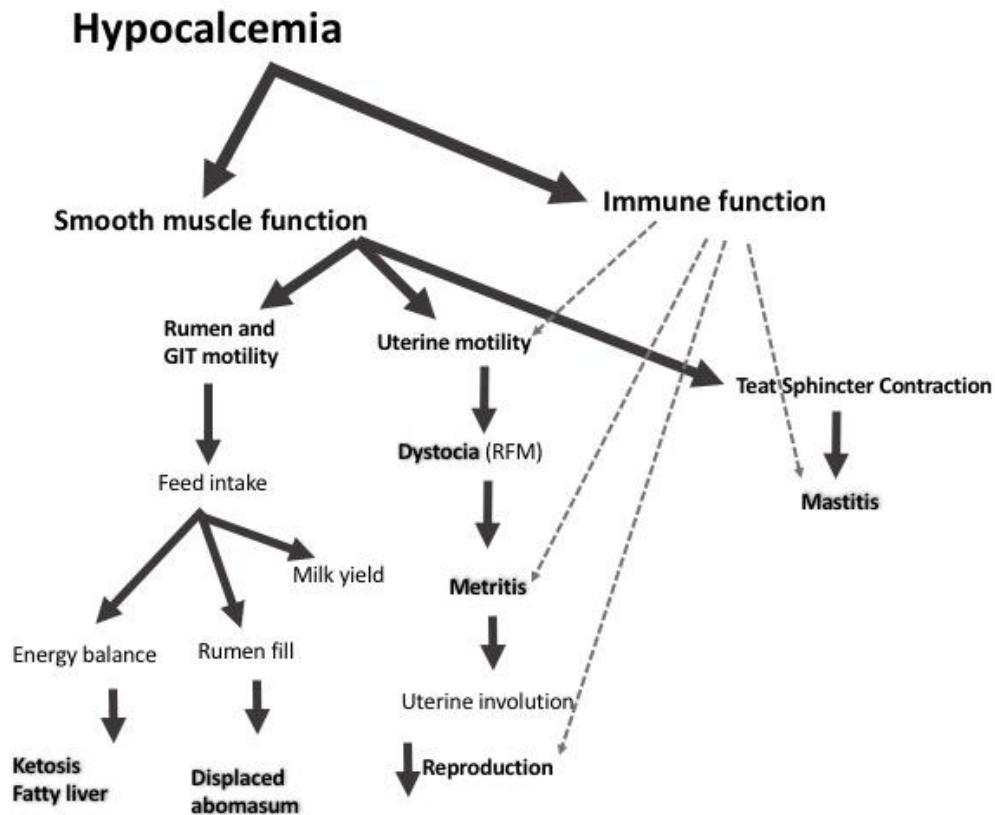 Hypocalcemia
Smooth muscle function
Immune function
Rumen and
GIT motility
Uterine motility
Teat Sphincter Contraction
Dystocia (RFM)
Feed intake
Mastitis
Milk yield
Metritis
Energy balance
Rumen fill
Uterine involution
Ketosis
Fatty liver
Displaced
abomasum
Reproduction